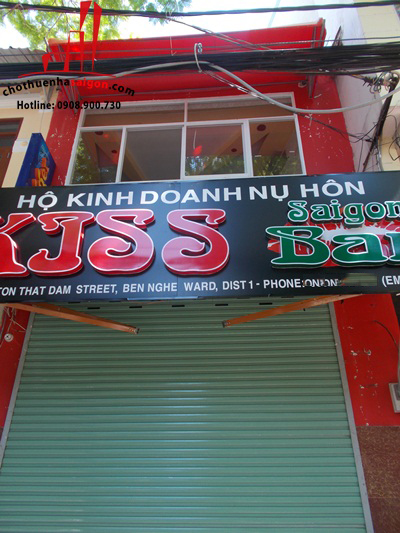 chothuenhasaigon.com
Hotline: 0908.900.730
HỘ KINH DOANH NỤ HÔN
KISS
Saigon
Bar
TON THAT DAM STREET, BEN NGHE WARD, DIST 1 - PHONE: (EM